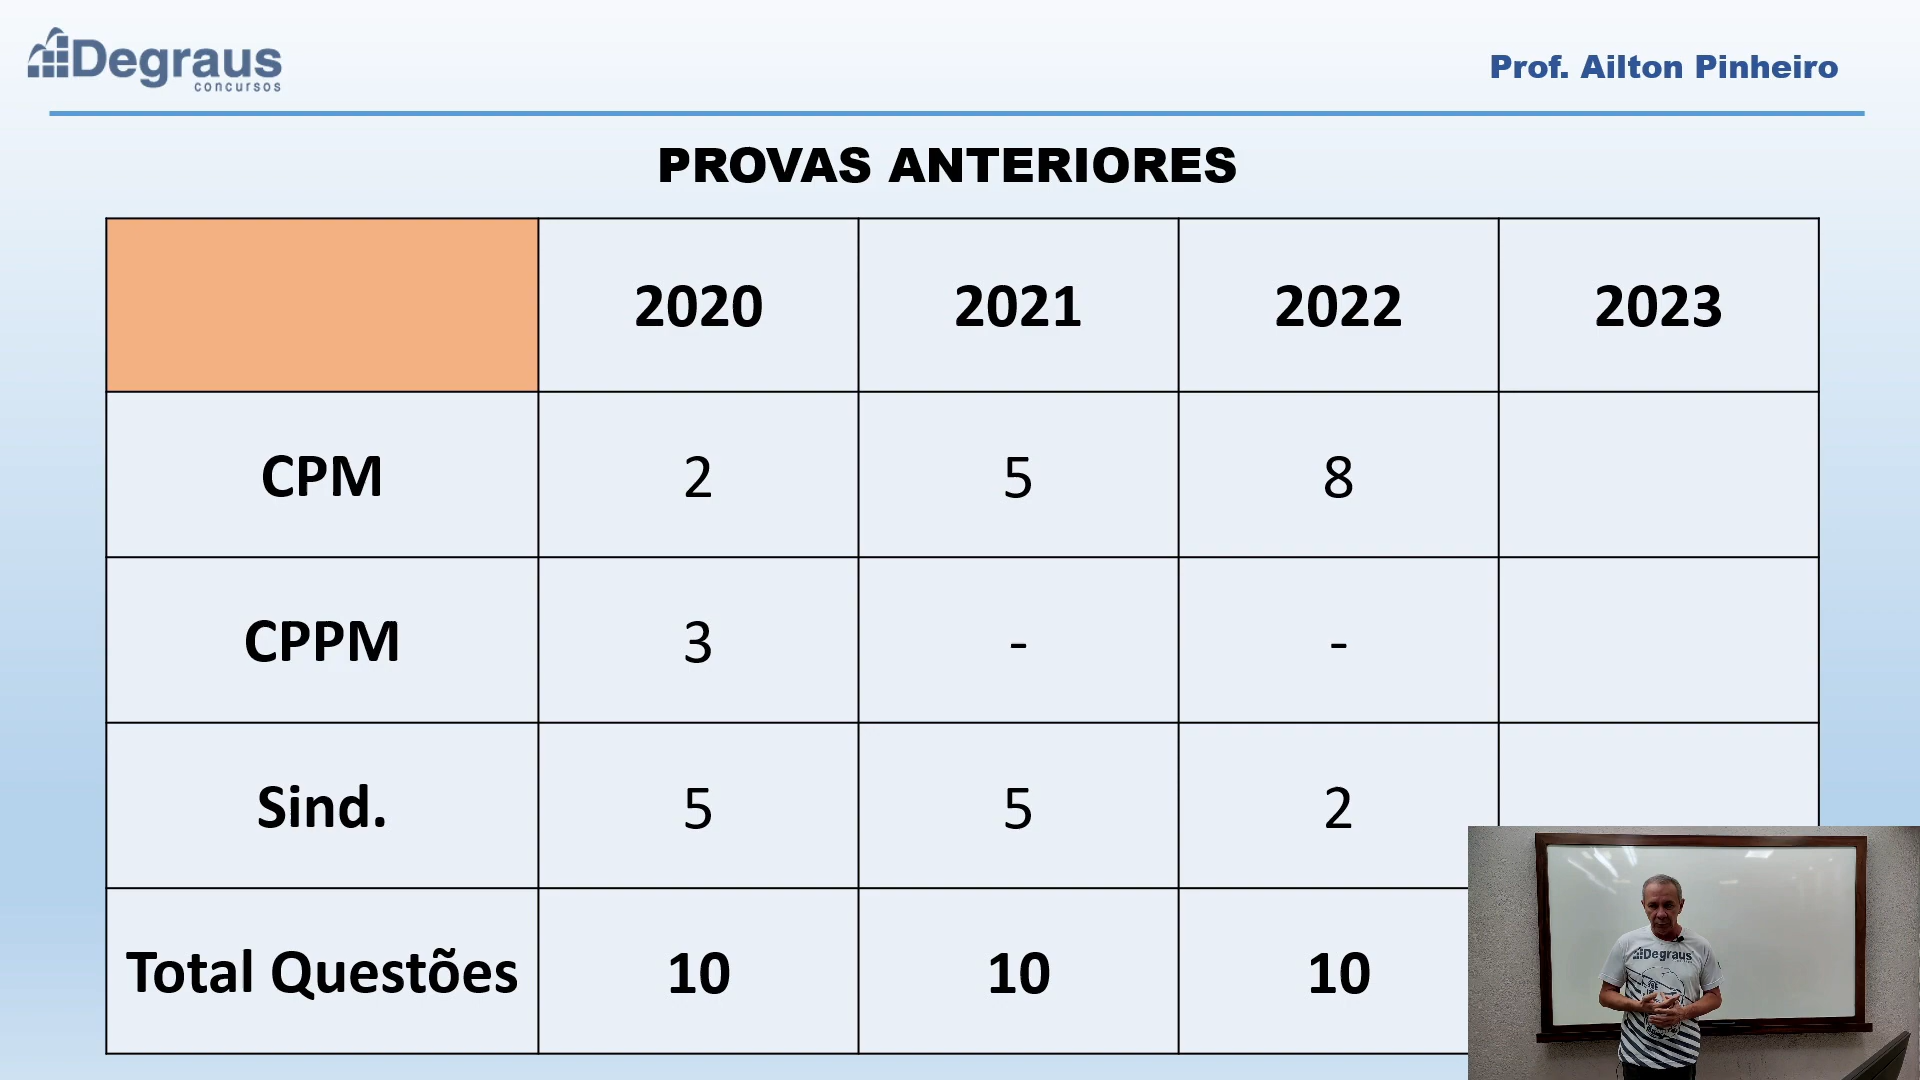 Degraus
concursos
Prof. Ailton Pinheiro
PROVAS ANTERIORES
2020 2021 2022 2023
CPM 2 5 8
CPPM 3 - -
Sind. 5 5 2
Total Questões 10 10 10
Degraus